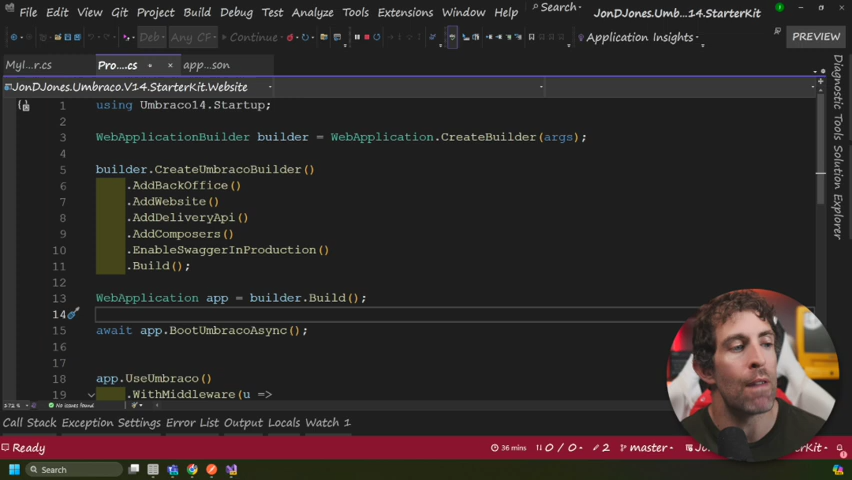 File Edit View Git Project Build Debug Test Analyze Tools Extensions Window Help Search JonDJones.Umb...14.StarterKit
Deb Any CF Continue Application Insights PREVIEW
Myl...r.cs Pro....cs app...son
JonDJones.Umbraco.V14.StarterKit.Website
1 using Umbraco14.Startup;
2
3 WebApplicationBuilder builder = WebApplication.CreateBuilder(args);
4
5 builder.CreateUmbracoBuilder()
6 .AddBackOffice()
7 .AddWebsite()
8 .AddDeliveryApi()
9 .AddComposers()
10 .EnableSwaggerInProduction()
11 .Build();
12
13 WebApplication app = builder.Build();
14
15 await app.BootUmbracoAsync();
16
17
18 app.UseUmbraco()
19 .WithMiddleware(u =>
No issues found
Call Stack Exception Settings Error List Output Locals Watch 1
Ready 36 mins 0 / 0 2 master
Search
Diagnostic Tools Solution Explorer